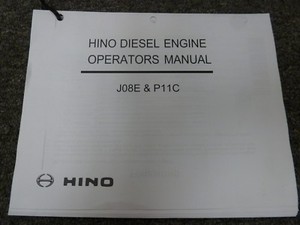 HINO DIESEL ENGINE
OPERATORS MANUAL
J08E & P11C
HINO